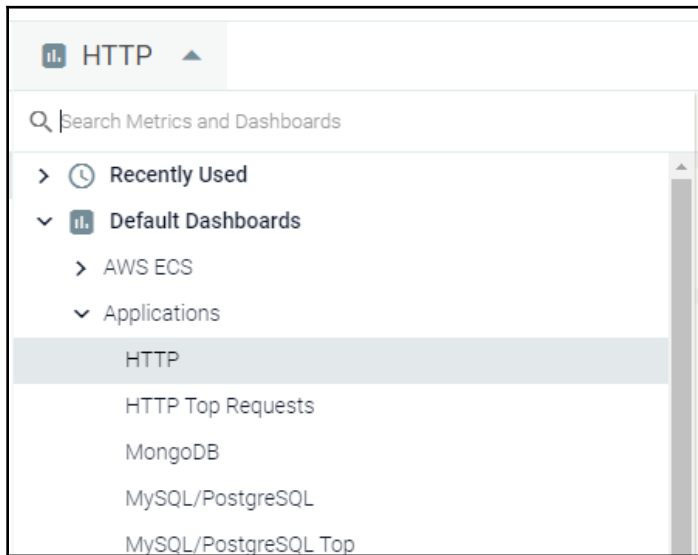 HTTP
Search Metrics and Dashboards
Recently Used
Default Dashboards
AWS ECS
Applications
HTTP
HTTP Top Requests
MongoDB
MySQL/PostgreSQL
MySQL/PostgreSQL Top